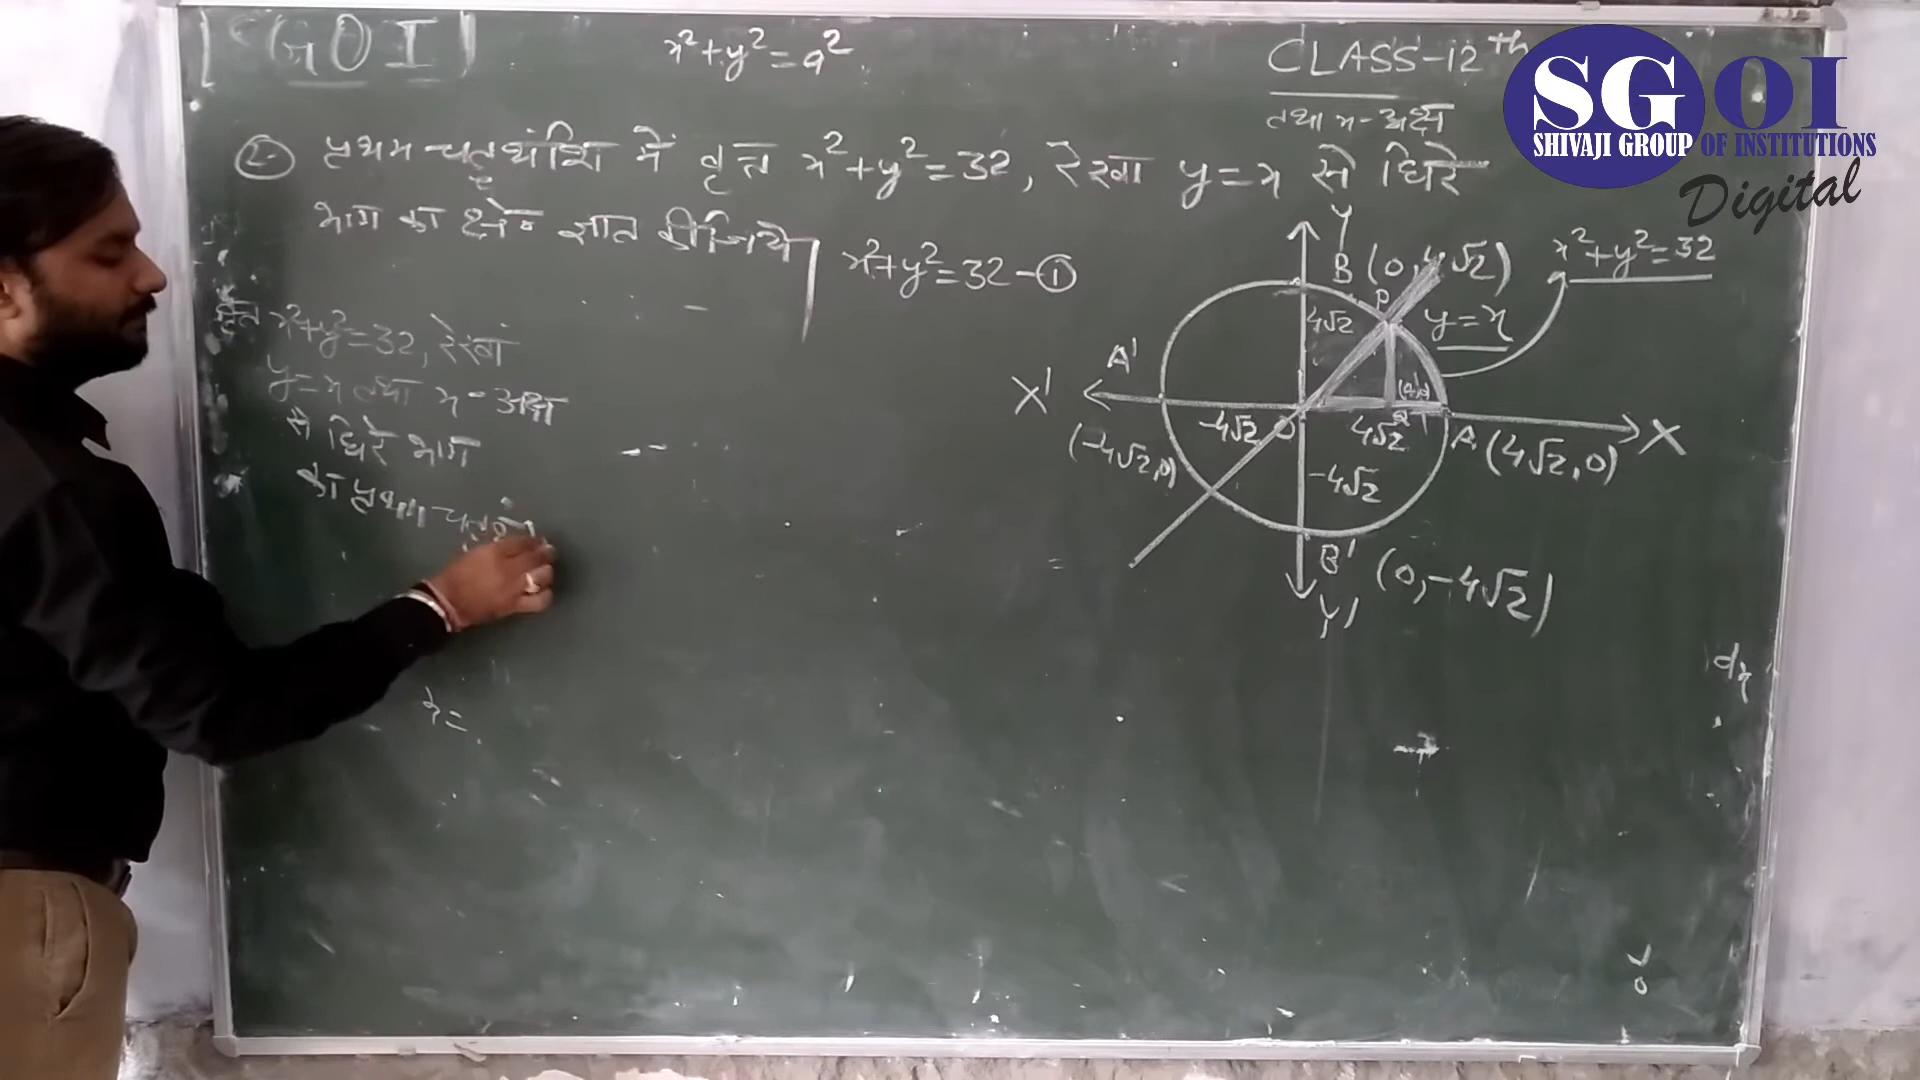 x²+y²=a²
CLASS-12th
तथा x-अक्ष
SGOI
SHIVAJI GROUP OF INSTITUTIONS
Digital
2- प्रथम चतुर्थांश में वृत्त x²+y²=32, रेखा y=x से घिरे
भाग का क्षेत्र ज्ञात कीजिये|
x²+y²=32-①
वृत्त x²+y²=32, रेखा
y=x तथा x-अक्ष
से घिरे भाग
का प्रथम
Y
B (0,4√2)
x²+y²=32
P
4√2
y=x
A'
X'
-4√2
O
4√2
A (4√2,0)
X
(-4√2,0)
-4√2
B' (0,-4√2)
Y'